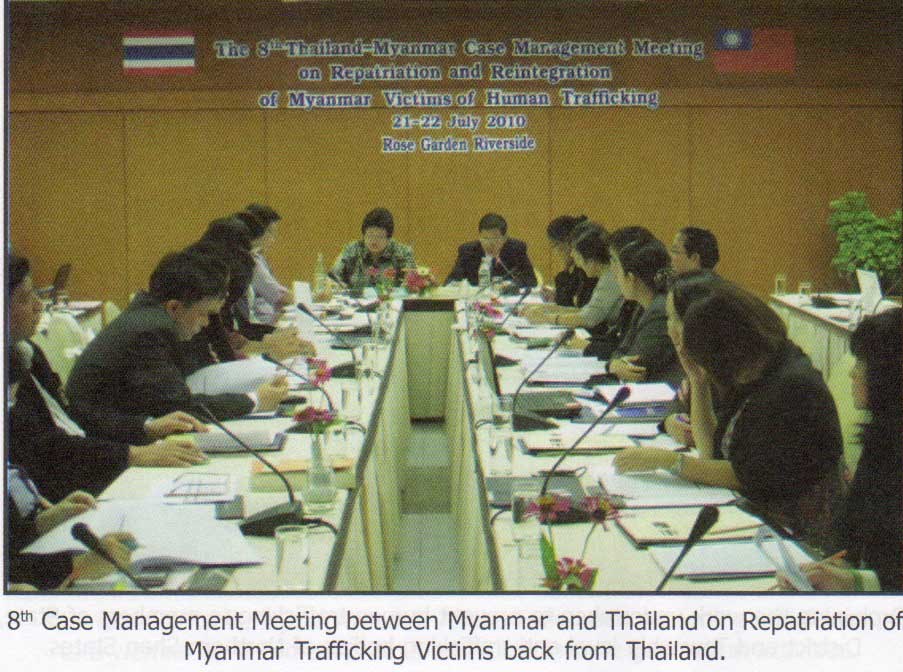 The 8th Thailand–Myanmar Case Management Meeting
on Repatriation and Reintegration
of Myanmar Victims of Human Trafficking
21-22 July 2010
Rose Garden Riverside
8th Case Management Meeting between Myanmar and Thailand on Repatriation of
Myanmar Trafficking Victims back from Thailand.